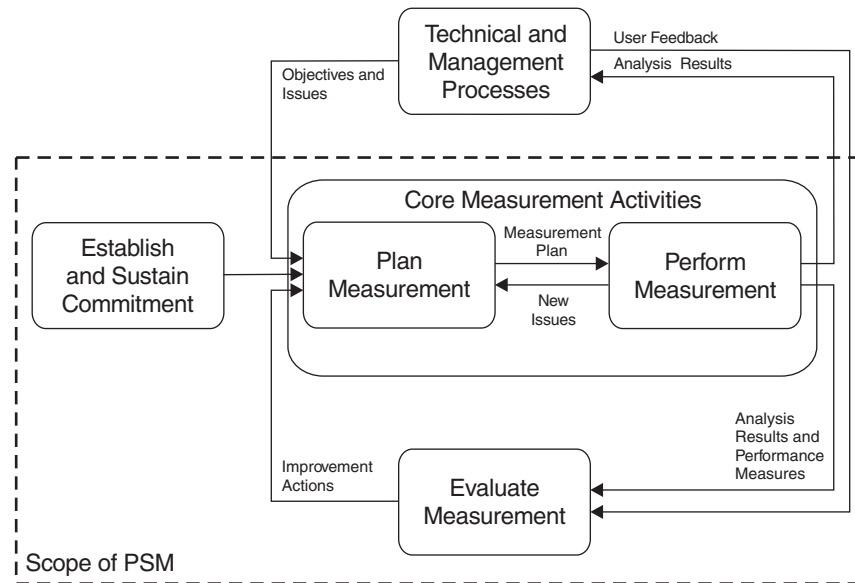 Technical and
Management
Processes
User Feedback
Analysis Results
Objectives and
Issues
Core Measurement Activities
Establish
and Sustain
Commitment
Plan
Measurement
Measurement
Plan
New
Issues
Perform
Measurement
Analysis
Results and
Performance
Measures
Improvement
Actions
Evaluate
Measurement
Scope of PSM